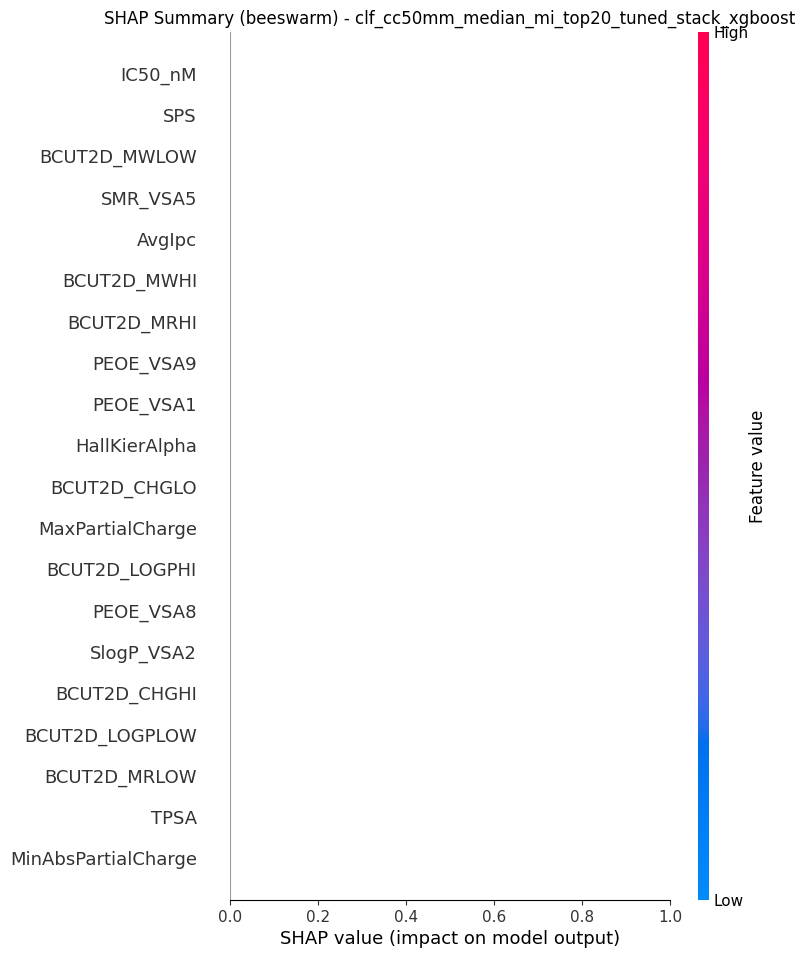 SHAP Summary (beeswarm) - clf_cc50mm_median_mi_top20_tuned_stack_xgboost
High
IC50_nM
SPS
BCUT2D_MWLOW
SMR_VSA5
AvgIpc
BCUT2D_MWHI
BCUT2D_MRHI
PEOE_VSA9
PEOE_VSA1
HallKierAlpha
BCUT2D_CHGLO
MaxPartialCharge
BCUT2D_LOGPHI
PEOE_VSA8
SlogP_VSA2
BCUT2D_CHGHI
BCUT2D_LOGPLOW
BCUT2D_MRLOW
TPSA
MinAbsPartialCharge
Feature value
Low
0.0 0.2 0.4 0.6 0.8 1.0
SHAP value (impact on model output)